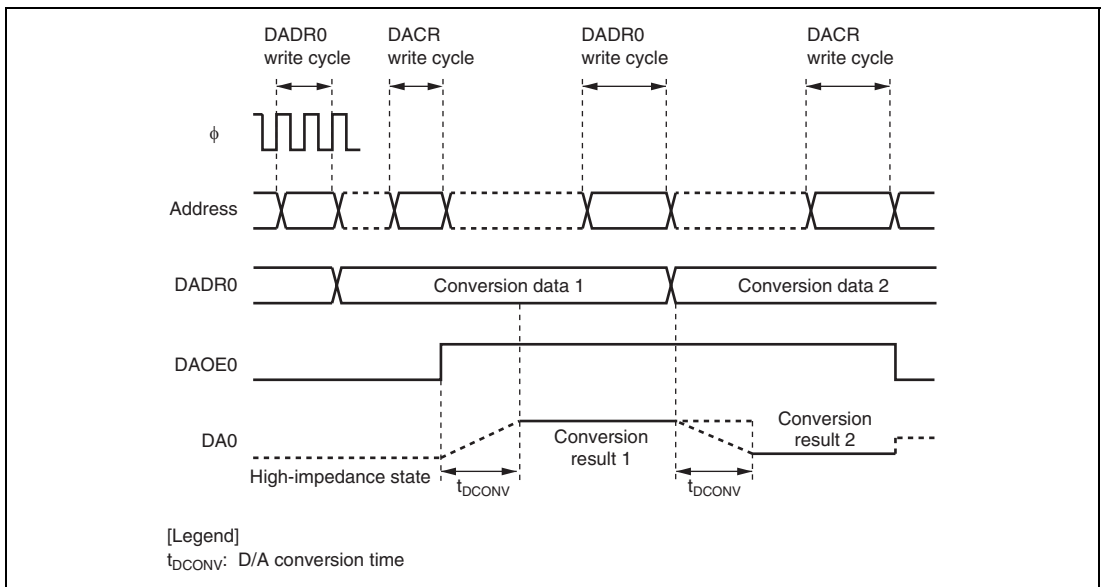 DADR0
write cycle
DACR
write cycle
DADR0
write cycle
DACR
write cycle
ϕ
Address
DADR0
Conversion data 1
Conversion data 2
DAOE0
DA0
Conversion
result 1
Conversion
result 2
High-impedance state
tDCONV
tDCONV
[Legend]
tDCONV: D/A conversion time